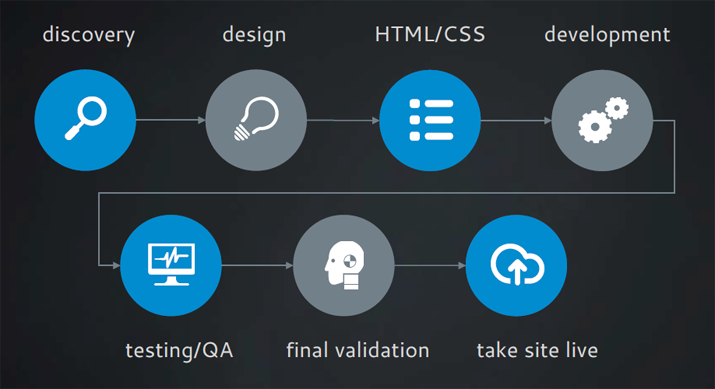 discovery
design
HTML/CSS
development
testing/QA
final validation
take site live